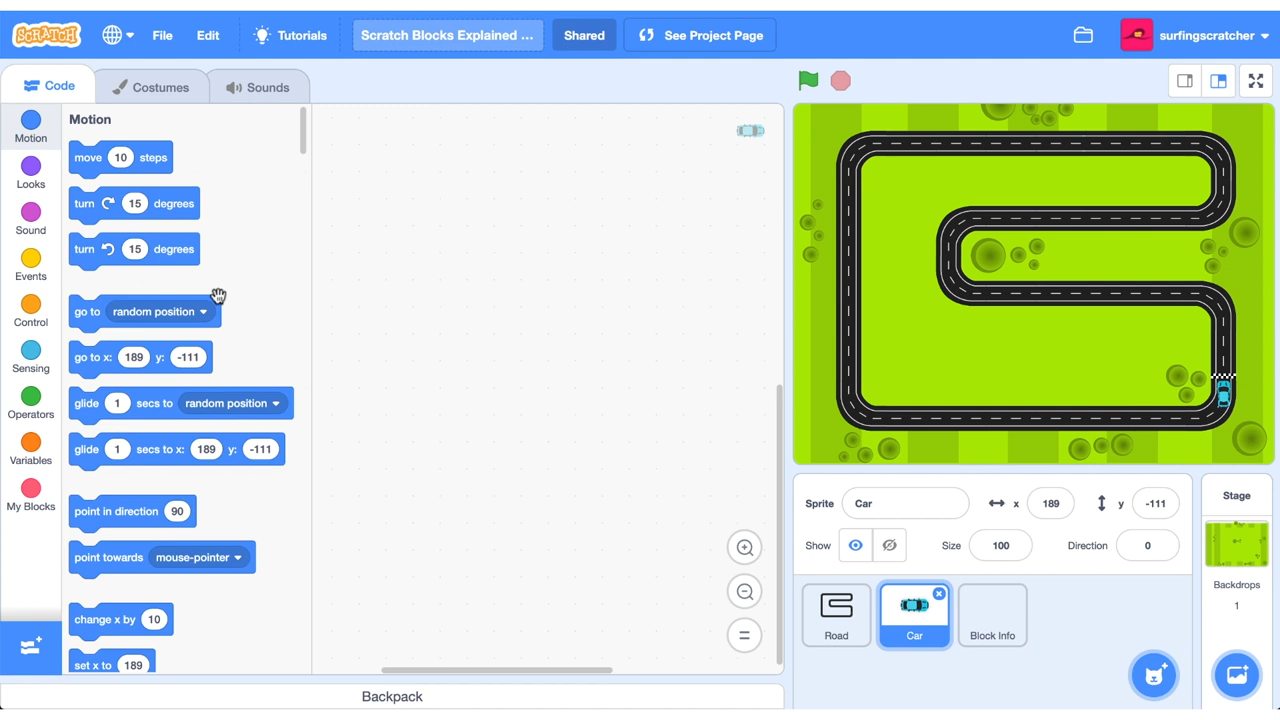 SCRATCH File Edit Tutorials Scratch Blocks Explained ... Shared See Project Page surfingscratcher
Code Costumes Sounds
Motion
Looks
Sound
Events
Control
Sensing
Operators
Variables
My Blocks
Motion
move 10 steps
turn 15 degrees
turn 15 degrees
go to random position
go to x: 189 y: -111
glide 1 secs to random position
glide 1 secs to x: 189 y: -111
point in direction 90
point towards mouse-pointer
change x by 10
set x to 189
Backpack
Sprite Car x 189 y -111
Show Size 100 Direction 0
Road Car Block Info
Stage
Backdrops
1